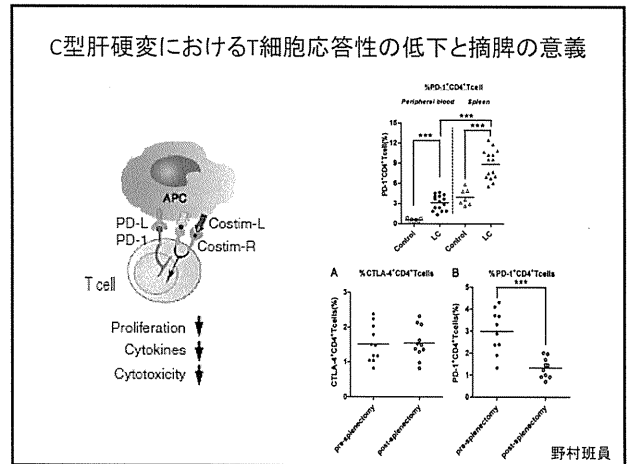 C型肝硬変におけるT細胞応答性の低下と摘脾の意義
APC
PD-L
PD-1
Costim-L
Costim-R
T cell
Proliferation
Cytokines
Cytotoxicity
%PD-1+CD4+Tcell
Peripheral blood Spleen
***
*** ***
PD-1+CD4+Tcell(%)
15
12
9
6
3
0
Control LC Control LC
A %CTLA-4+CD4+Tcells
CTLA-4+CD4+Tcells(%)
3
2
1
0
pre-splenectomy post-splenectomy
B %PD-1+CD4+Tcells
***
PD-1+CD4+Tcells(%)
5
4
3
2
1
0
pre-splenectomy post-splenectomy
野村班員